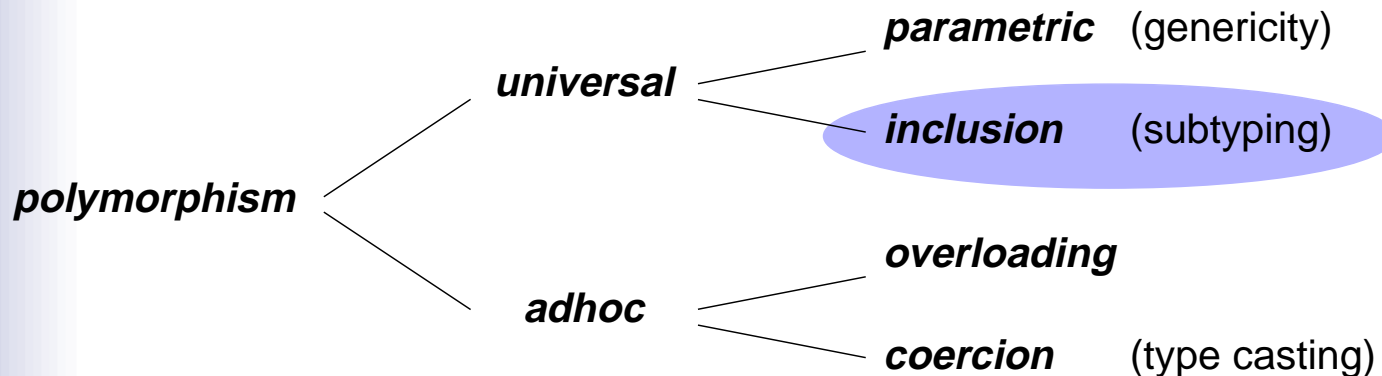 parametric (genericity)
universal
inclusion (subtyping)
polymorphism
overloading
adhoc
coercion (type casting)